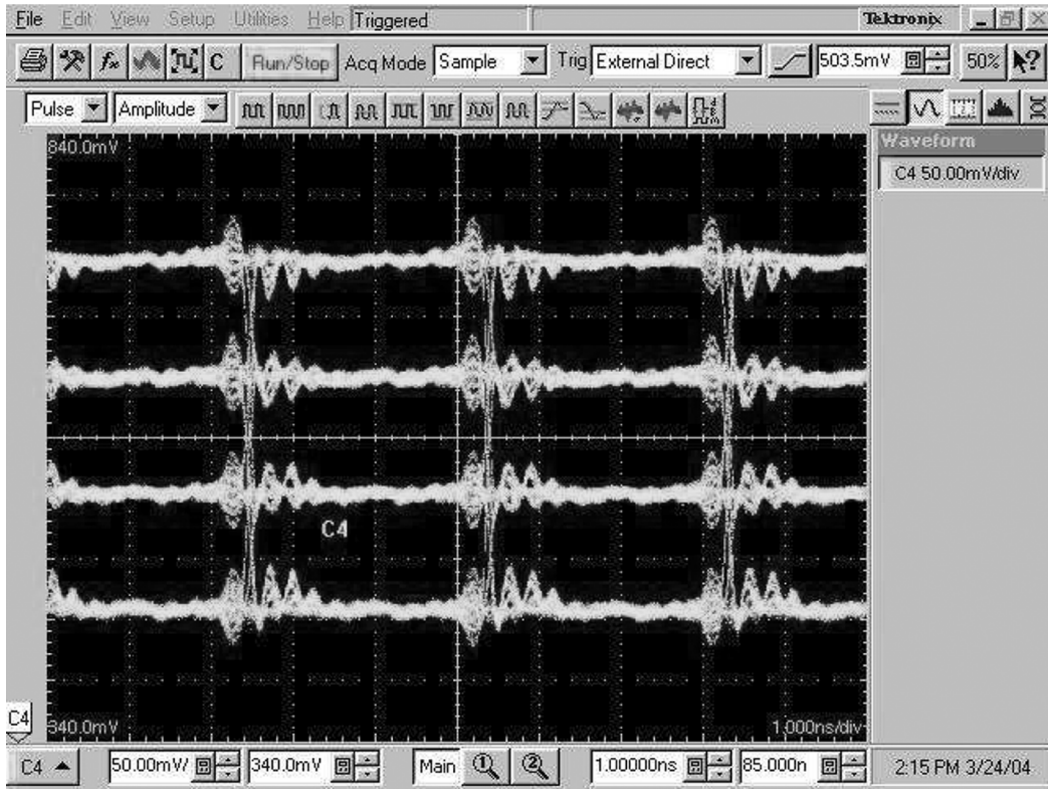 File Edit View Setup Utilities Help Triggered Tektronix
C Run/Stop Acq Mode Sample Trig External Direct 503.5mV 50%
Pulse Amplitude
Waveform
C4 50.00mV/div
840.0mV
C4
C4
340.0mV 1.000ns/div
C4 50.00mV/ 340.0mV Main 1 2 1.00000ns 85.000n 2:15 PM 3/24/04